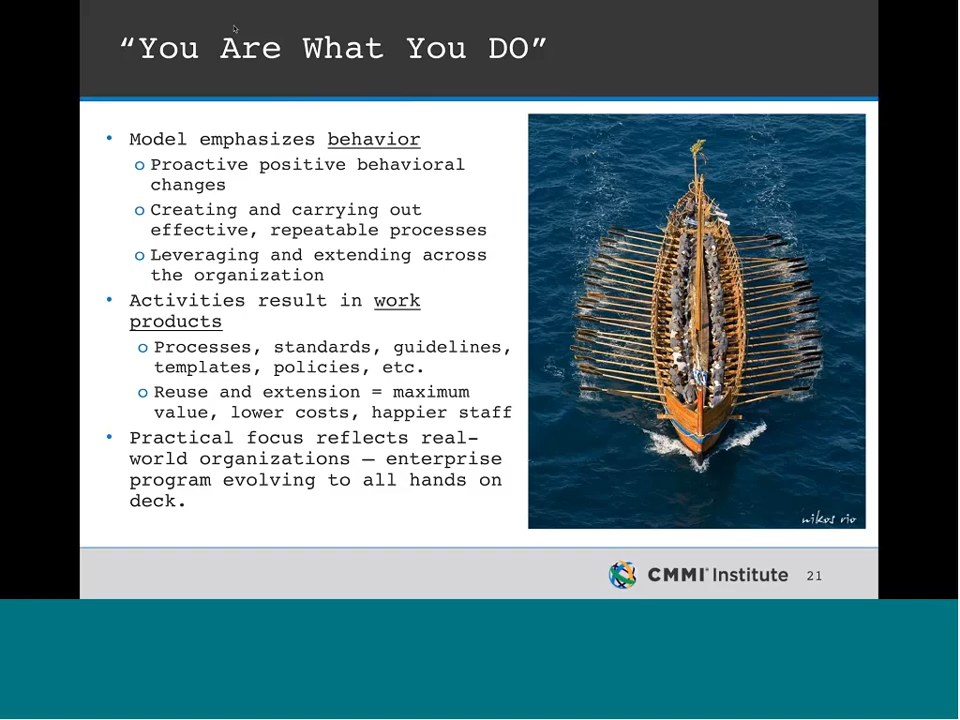 “You Are What You DO”
• Model emphasizes behavior
o Proactive positive behavioral
changes
o Creating and carrying out
effective, repeatable processes
o Leveraging and extending across
the organization
• Activities result in work
products
o Processes, standards, guidelines,
templates, policies, etc.
o Reuse and extension = maximum
value, lower costs, happier staff
• Practical focus reflects real-
world organizations — enterprise
program evolving to all hands on
deck.
nikos rio
CMMI® Institute
21